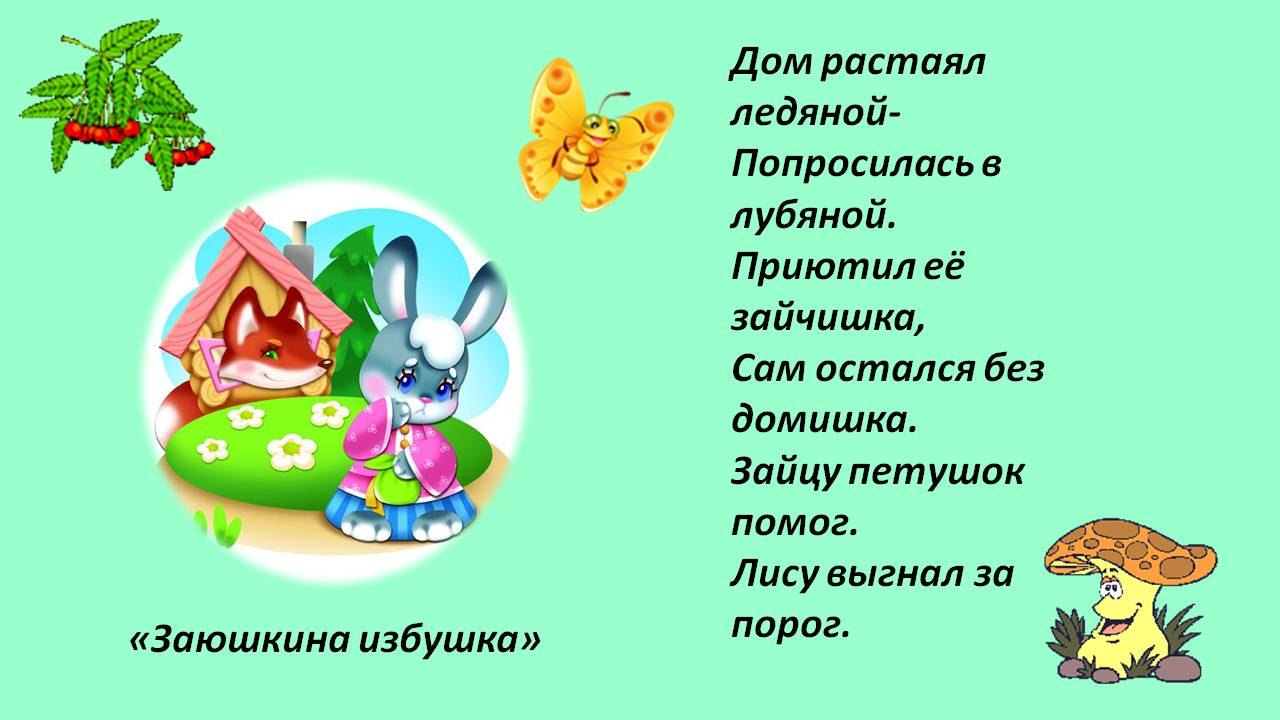 Дом растаял
ледяной-
Попросилась в
лубяной.
Приютил её
зайчишка,
Сам остался без
домишка.
Зайцу петушок
помог.
Лису выгнал за
порог.
«Заюшкина избушка»